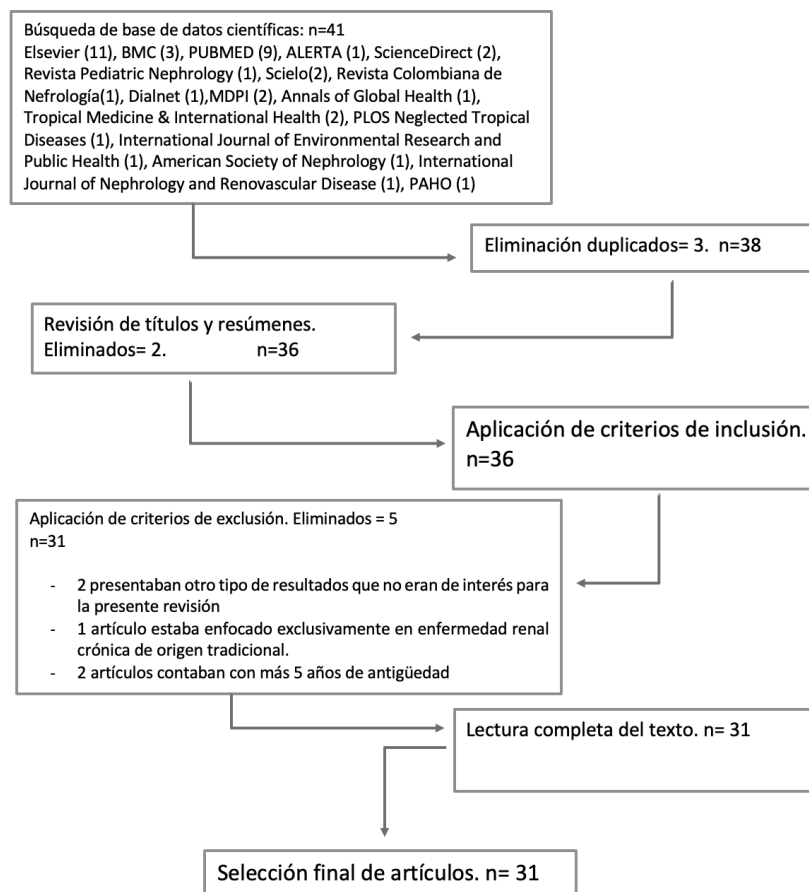 Búsqueda de base de datos científicas: n=41
Elsevier (11), BMC (3), PUBMED (9), ALERTA (1), ScienceDirect (2),
Revista Pediatric Nephrology (1), Scielo(2), Revista Colombiana de
Nefrología(1), Dialnet (1),MDPI (2), Annals of Global Health (1),
Tropical Medicine & International Health (2), PLOS Neglected Tropical
Diseases (1), International Journal of Environmental Research and
Public Health (1), American Society of Nephrology (1), International
Journal of Nephrology and Renovascular Disease (1), PAHO (1)
Eliminación duplicados= 3. n=38
Revisión de títulos y resúmenes.
Eliminados= 2. n=36
Aplicación de criterios de inclusión.
n=36
Aplicación de criterios de exclusión. Eliminados = 5
n=31
- 2 presentaban otro tipo de resultados que no eran de interés para
la presente revisión
- 1 artículo estaba enfocado exclusivamente en enfermedad renal
crónica de origen tradicional.
- 2 artículos contaban con más 5 años de antigüedad
Lectura completa del texto. n= 31
Selección final de artículos. n= 31